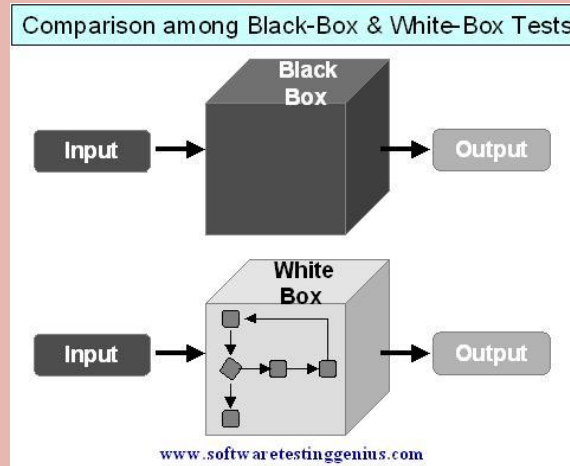 Comparison among Black-Box & White-Box Tests
Black
Box
Input
Output
White
Box
Input
Output
www.softwaretestinggenius.com